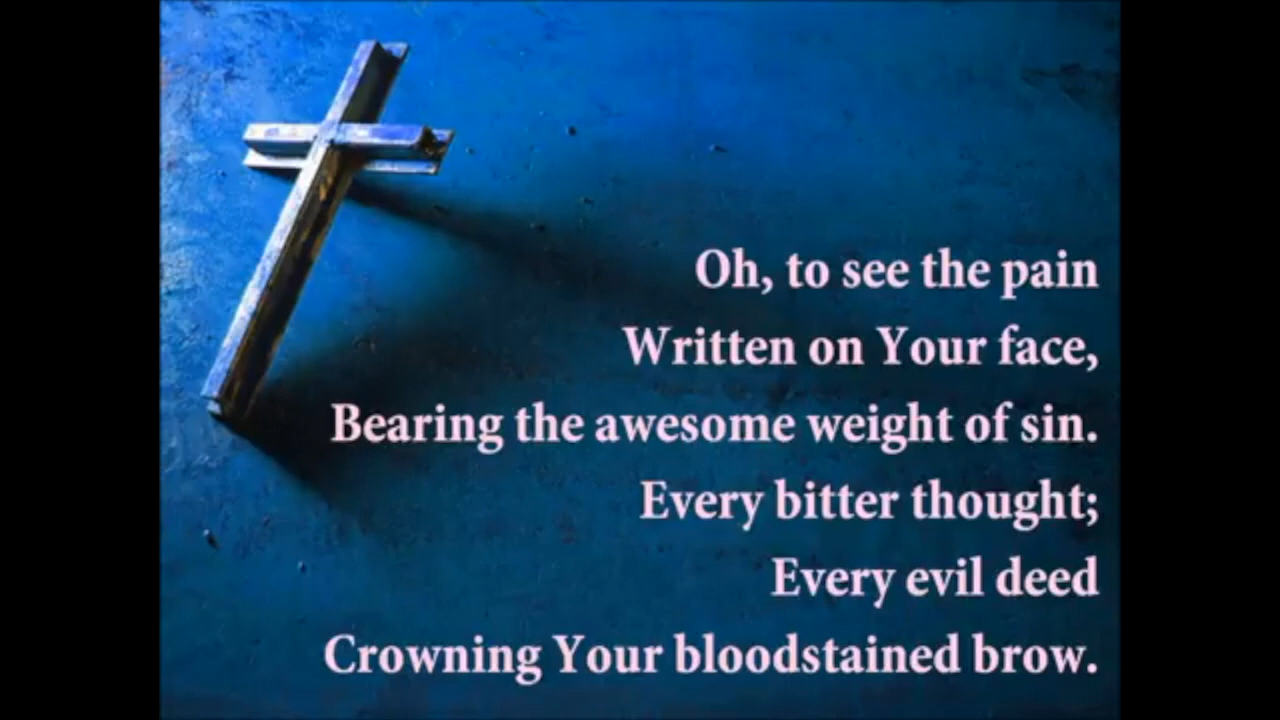 Oh, to see the pain
Written on Your face,
Bearing the awesome weight of sin.
Every bitter thought;
Every evil deed
Crowning Your bloodstained brow.